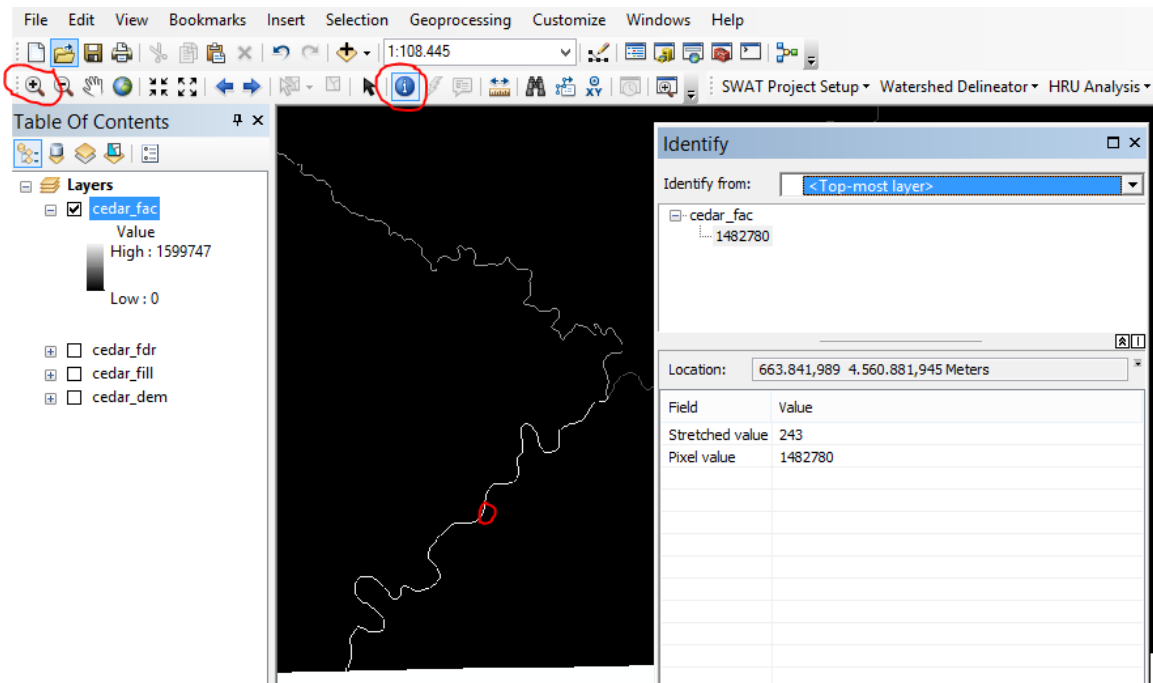 File Edit View Bookmarks Insert Selection Geoprocessing Customize Windows Help
1:108.445
SWAT Project Setup Watershed Delineator HRU Analysis
Table Of Contents
Layers
cedar_fac
Value
High : 1599747
Low : 0
cedar_fdr
cedar_fill
cedar_dem
Identify
Identify from: <Top-most layer>
cedar_fac
1482780
Location: 663.841,989 4.560.881,945 Meters
Field Value
Stretched value 243
Pixel value 1482780